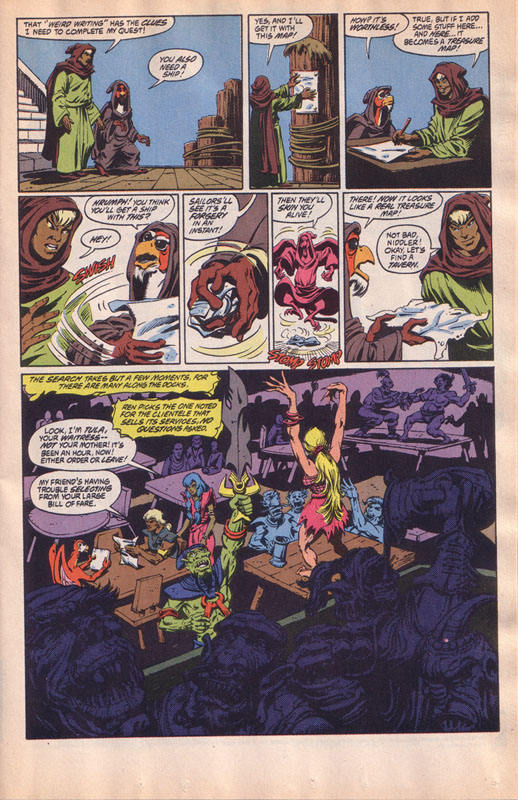 THAT "WEIRD WRITING" HAS THE CLUES
I NEED TO COMPLETE MY QUEST!
YOU ALSO
NEED A
SHIP!
YES, AND I'LL
GET IT WITH
THIS MAP!
HOW? IT'S
WORTHLESS!
TRUE, BUT IF I ADD
SOME STUFF HERE...
AND HERE... IT
BECOMES A TREASURE
MAP!
HEY!
SWISH
HRUMPH! YOU THINK
YOU'LL GET A SHIP
WITH THIS?
SAILORS'LL
SEE IT'S A
FORGERY
IN AN
INSTANT!
THEN THEY'LL
SKIN YOU
ALIVE!
STOMP STOMP
THERE! NOW IT LOOKS
LIKE A REAL TREASURE
MAP!
NOT BAD,
NIDDLER!
OKAY, LET'S
FIND A
TAVERN.
THE SEARCH TAKES BUT A FEW MOMENTS, FOR
THERE ARE MANY ALONG THE DOCKS.
REN PICKS THE ONE NOTED
FOR THE CLIENTELE THAT
SELLS ITS SERVICES, NO
QUESTIONS ASKED.
LOOK, I'M TULA,
YOUR WAITRESS--
NOT YOUR MOTHER! IT'S
BEEN AN HOUR, NOW!
EITHER ORDER OR LEAVE!
MY FRIEND'S HAVING
TROUBLE SELECTING
FROM YOUR LARGE
BILL OF FARE.